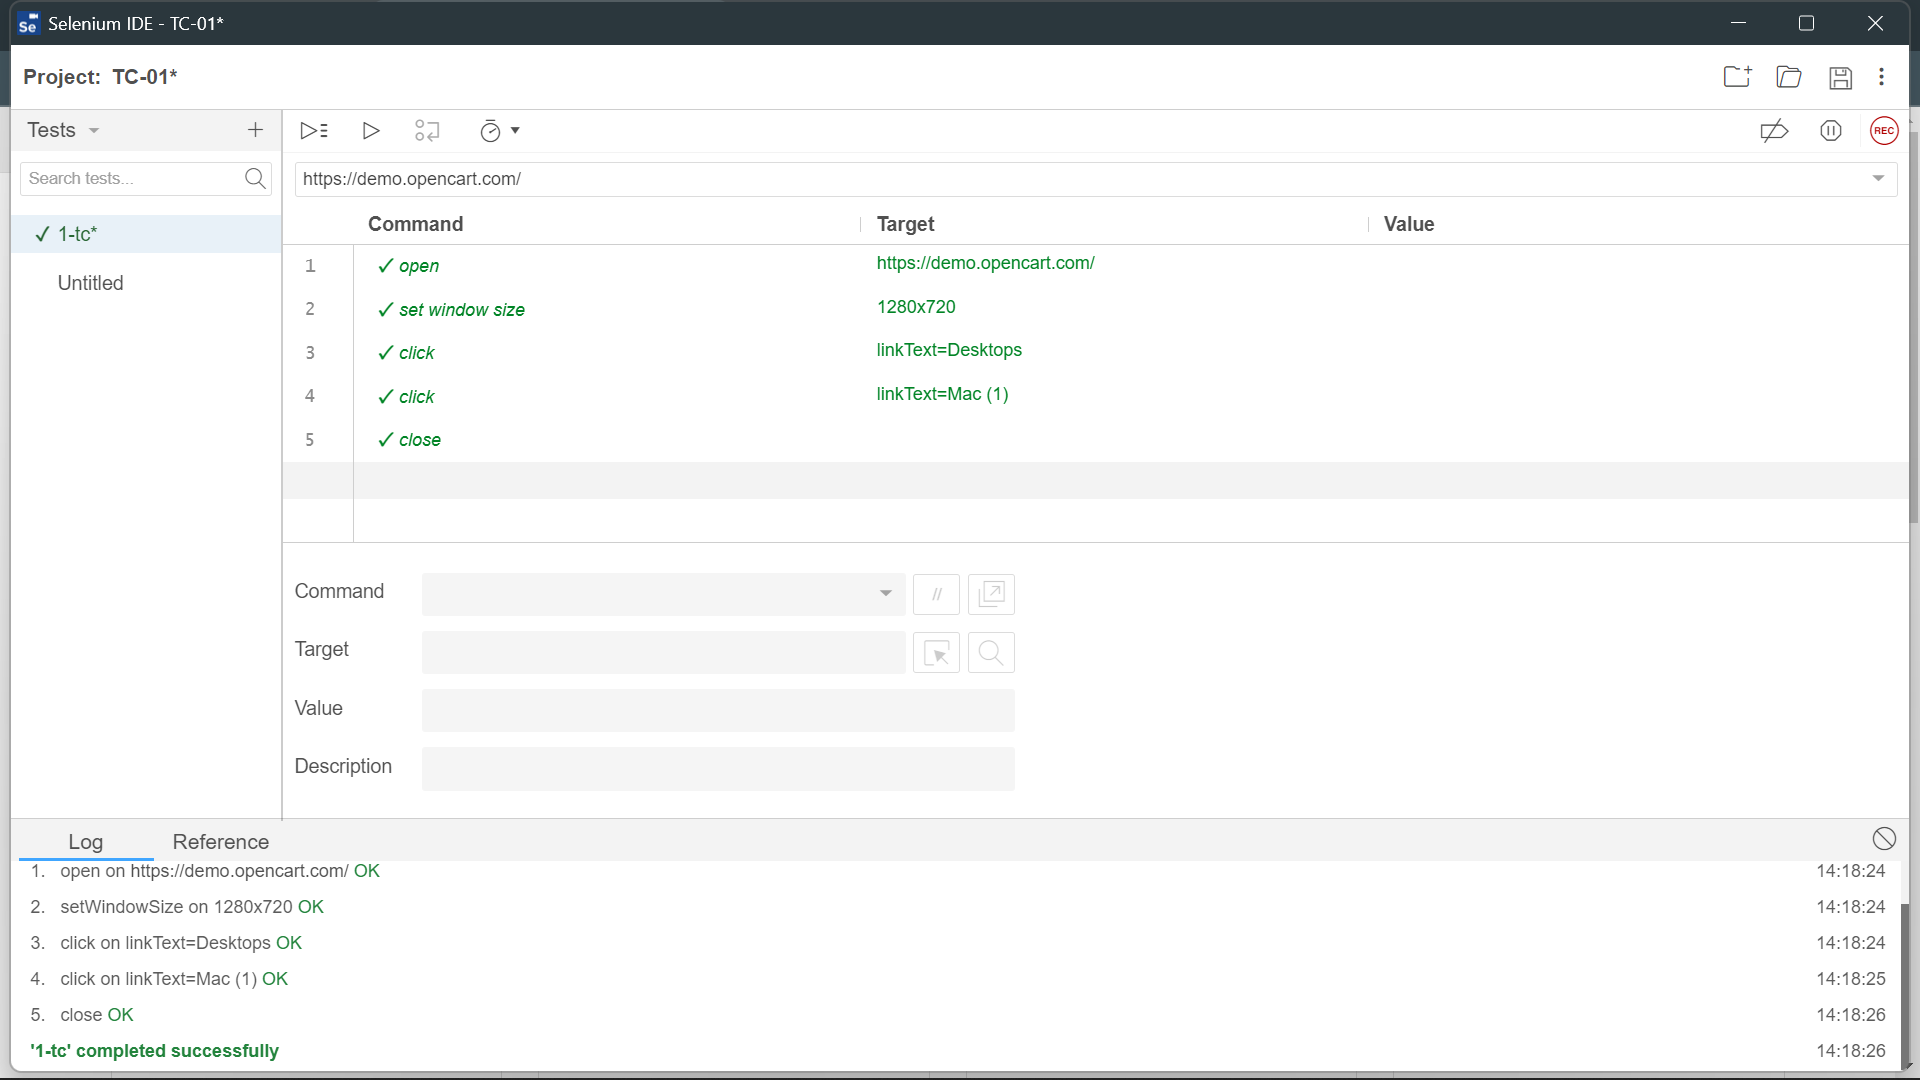 Se Selenium IDE - TC-01*
Project: TC-01*
Tests
REC
Search tests...
https://demo.opencart.com/
Command Target Value
✓ 1-tc*
Untitled
1 ✓ open https://demo.opencart.com/
2 ✓ set window size 1280x720
3 ✓ click linkText=Desktops
4 ✓ click linkText=Mac (1)
5 ✓ close
Command //
Target
Value
Description
Log Reference
1. open on https://demo.opencart.com/ OK 14:18:24
2. setWindowSize on 1280x720 OK 14:18:24
3. click on linkText=Desktops OK 14:18:24
4. click on linkText=Mac (1) OK 14:18:25
5. close OK 14:18:26
'1-tc' completed successfully 14:18:26